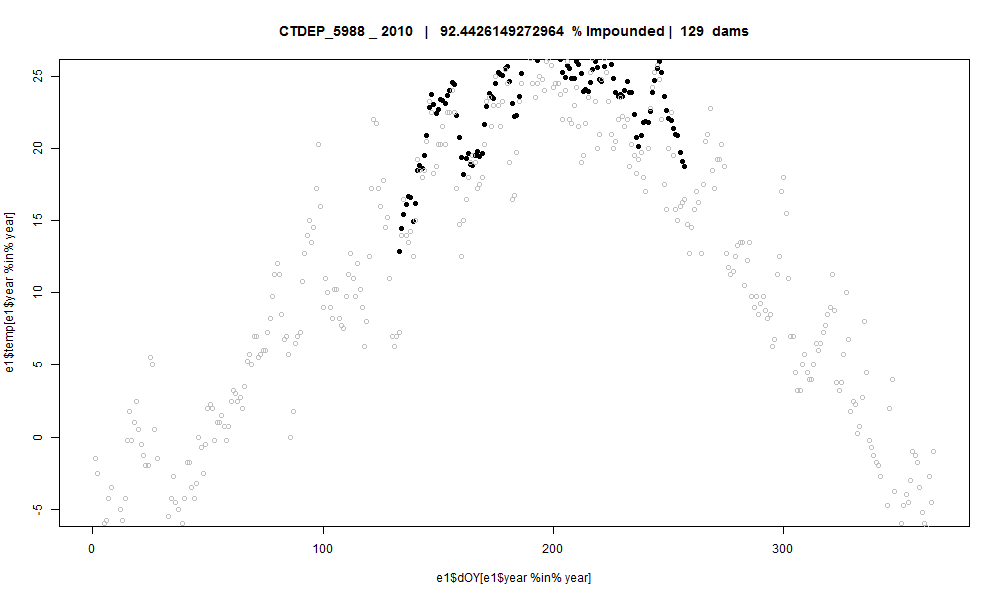 CTDEP_5988 _ 2010 | 92.4426149272964 % Impounded | 129 dams
e1$temp[e1$year %in% year]
25
20
15
10
5
0
-5
0 100 200 300
e1$dOY[e1$year %in% year]